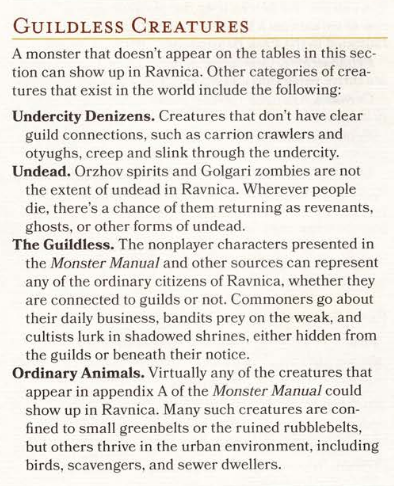 GUILDLESS CREATURES
A monster that doesn't appear on the tables in this sec-
tion can show up in Ravnica. Other categories of crea-
tures that exist in the world include the following:
Undercity Denizens. Creatures that don't have clear
guild connections, such as carrion crawlers and
otyughs, creep and slink through the undercity.
Undead. Orzhov spirits and Golgari zombies are not
the extent of undead in Ravnica. Wherever people
die, there's a chance of them returning as revenants,
ghosts, or other forms of undead.
The Guildless. The nonplayer characters presented in
the Monster Manual and other sources can represent
any of the ordinary citizens of Ravnica, whether they
are connected to guilds or not. Commoners go about
their daily business, bandits prey on the weak, and
cultists lurk in shadowed shrines, either hidden from
the guilds or beneath their notice.
Ordinary Animals. Virtually any of the creatures that
appear in appendix A of the Monster Manual could
show up in Ravnica. Many such creatures are con-
fined to small greenbelts or the ruined rubblebelts,
but others thrive in the urban environment, including
birds, scavengers, and sewer dwellers.